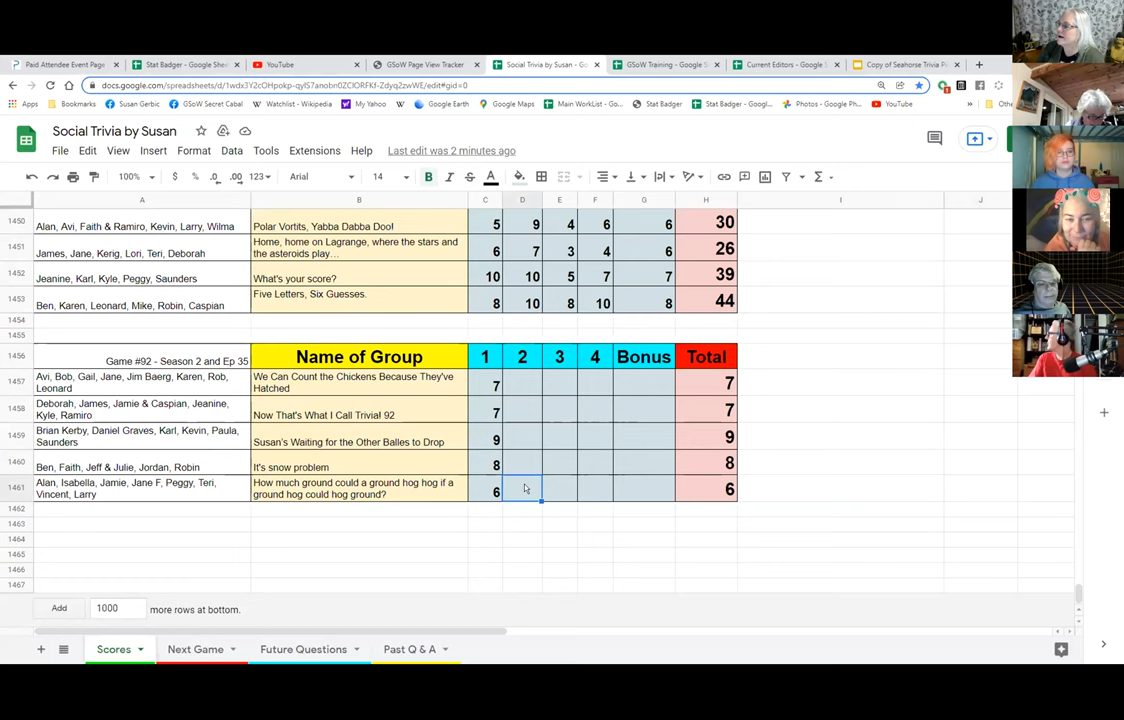 Paid Attendee Event Page
Stat Badger - Google Shee
YouTube
GSoW Page View Tracker
Social Trivia by Susan - Go
GSoW Training - Google S
Current Editors - Google
Copy of Seahorse Trivia P
Apps
Bookmarks
Susan Gerbic
GSoW Secret Cabal
Watchlist - Wikipedia
My Yahoo
Google Earth
Google Maps
Main WorkList - Go...
Stat Badger
Stat Badger - Goog...
Photos - Google Ph...
YouTube
Social Trivia by Susan
File Edit View Insert Format Data Tools Extensions Help Last edit was 2 minutes ago
100% $ % .0 .00 123 Arial 14 B I S A
A B C D E F G H I J
1450 Alan, Avi, Faith & Ramiro, Kevin, Larry, Wilma Polar Vortits, Yabba Dabba Doo! 5 9 4 6 6 30
1451 James, Jane, Kerig, Lori, Teri, Deborah Home, home on Lagrange, where the stars and
the asteroids play… 6 7 3 4 6 26
1452 Jeanine, Karl, Kyle, Peggy, Saunders What's your score? 10 10 5 7 7 39
1453 Ben, Karen, Leonard, Mike, Robin, Caspian Five Letters, Six Guesses. 8 10 8 10 8 44
1454
1455
1456 Game #92 - Season 2 and Ep 35 Name of Group 1 2 3 4 Bonus Total
1457 Avi, Bob, Gail, Jane, Jim Baerg, Karen, Rob,
Leonard We Can Count the Chickens Because They've
Hatched 7 7
1458 Deborah, James, Jamie & Caspian, Jeanine,
Kyle, Ramiro Now That's What I Call Trivia! 92 7 7
1459 Brian Kerby, Daniel Graves, Karl, Kevin, Paula,
Saunders Susan's Waiting for the Other Balles to Drop 9 9
1460 Ben, Faith, Jeff & Julie, Jordan, Robin It's snow problem 8 8
1461 Alan, Isabella, Jamie, Jane F, Peggy, Teri,
Vincent, Larry How much ground could a ground hog hog if a
ground hog could hog ground? 6 6
1462
1463
1464
1465
1466
1467
Add 1000 more rows at bottom.
Scores Next Game Future Questions Past Q & A